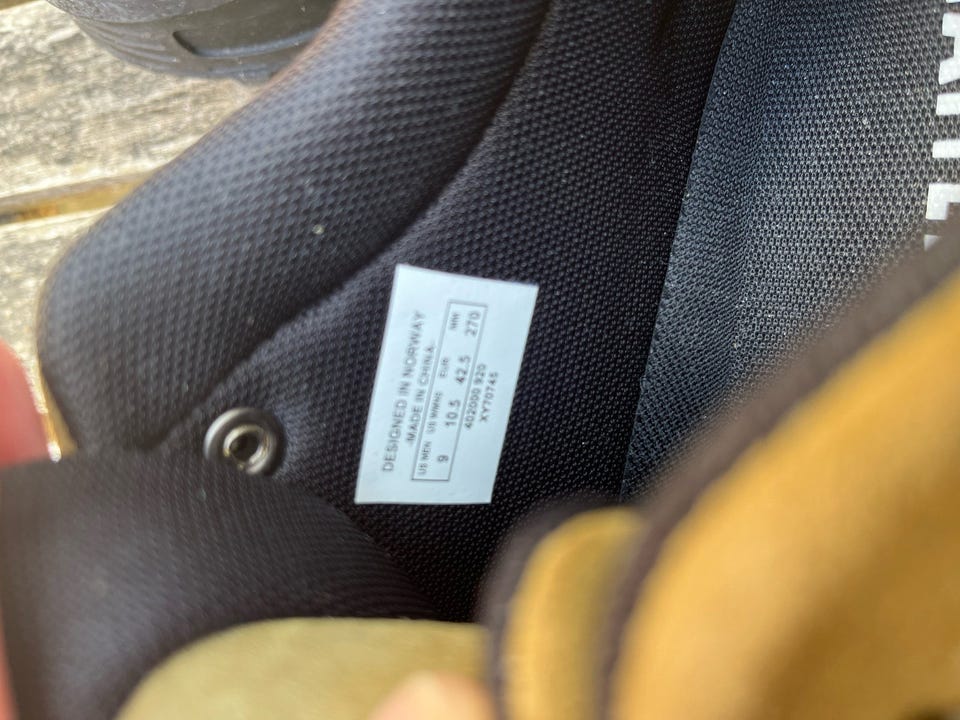 DESIGNED IN NORWAY
MADE IN CHINA
US MEN US WMNS EUR MM
9 10.5 42.5 270
402000 920
XY70745